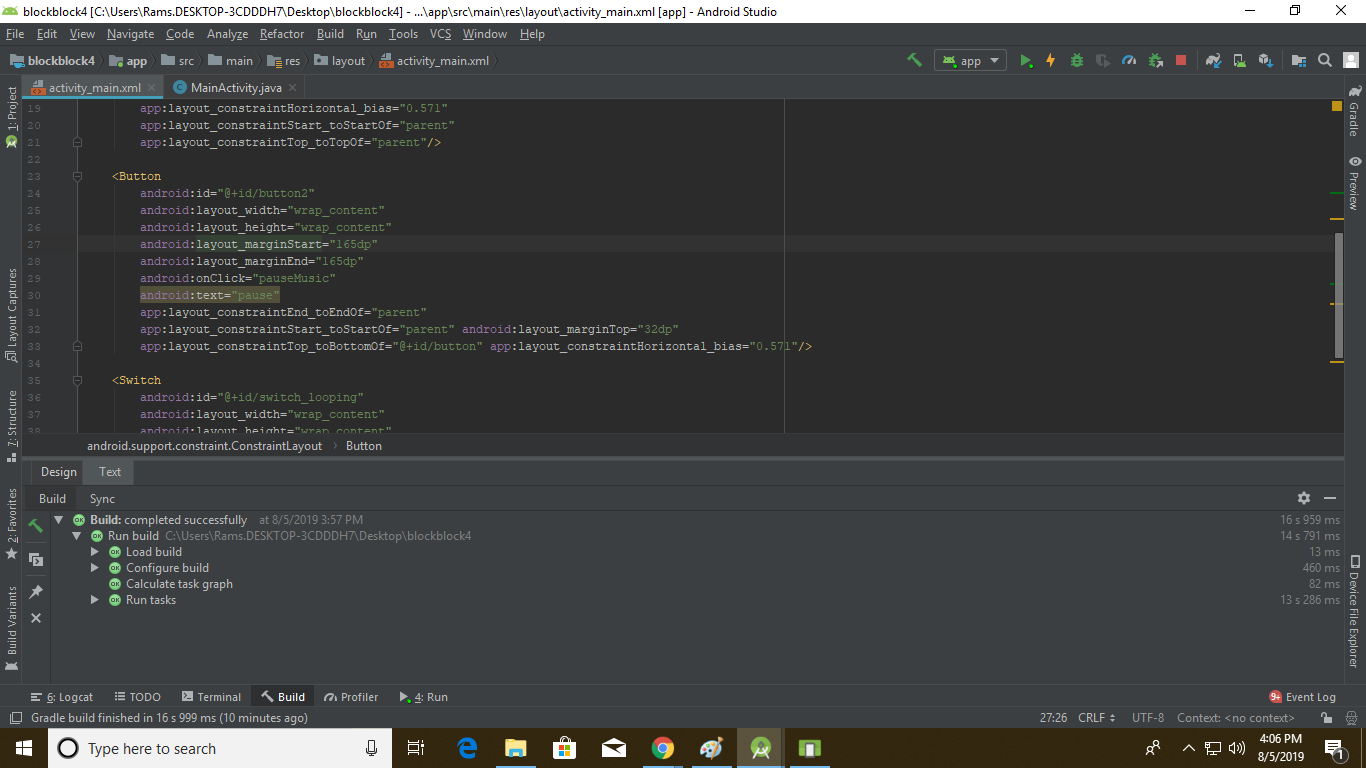 blockblock4 [C:\Users\Rams.DESKTOP-3CDDDH7\Desktop\blockblock4] - ...\app\src\main\res\layout\activity_main.xml [app] - Android Studio
File Edit View Navigate Code Analyze Refactor Build Run Tools VCS Window Help
blockblock4 app src main res layout activity_main.xml app
activity_main.xml MainActivity.java
19 app:layout_constraintHorizontal_bias="0.571"
20 app:layout_constraintStart_toStartOf="parent"
21 app:layout_constraintTop_toTopOf="parent"/>
22
23 <Button
24 android:id="@+id/button2"
25 android:layout_width="wrap_content"
26 android:layout_height="wrap_content"
27 android:layout_marginStart="165dp"
28 android:layout_marginEnd="165dp"
29 android:onClick="pauseMusic"
30 android:text="pause"
31 app:layout_constraintEnd_toEndOf="parent"
32 app:layout_constraintStart_toStartOf="parent" android:layout_marginTop="32dp"
33 app:layout_constraintTop_toBottomOf="@+id/button" app:layout_constraintHorizontal_bias="0.571"/>
34
35 <Switch
36 android:id="@+id/switch_looping"
37 android:layout_width="wrap_content"
38 android:layout_height="wrap_content"
android.support.constraint.ConstraintLayout Button
Design Text
Build Sync
Build: completed successfully at 8/5/2019 3:57 PM 16 s 959 ms
Run build C:\Users\Rams.DESKTOP-3CDDDH7\Desktop\blockblock4 14 s 791 ms
Load build 13 ms
Configure build 460 ms
Calculate task graph 82 ms
Run tasks 13 s 286 ms
1: Project
Layout Captures
7: Structure
2: Favorites
Build Variants
Gradle
Preview
Device File Explorer
6: Logcat TODO Terminal Build Profiler 4: Run 9+ Event Log
Gradle build finished in 16 s 999 ms (10 minutes ago) 27:26 CRLF UTF-8 Context: <no context>
Type here to search 4:06 PM
8/5/2019 1